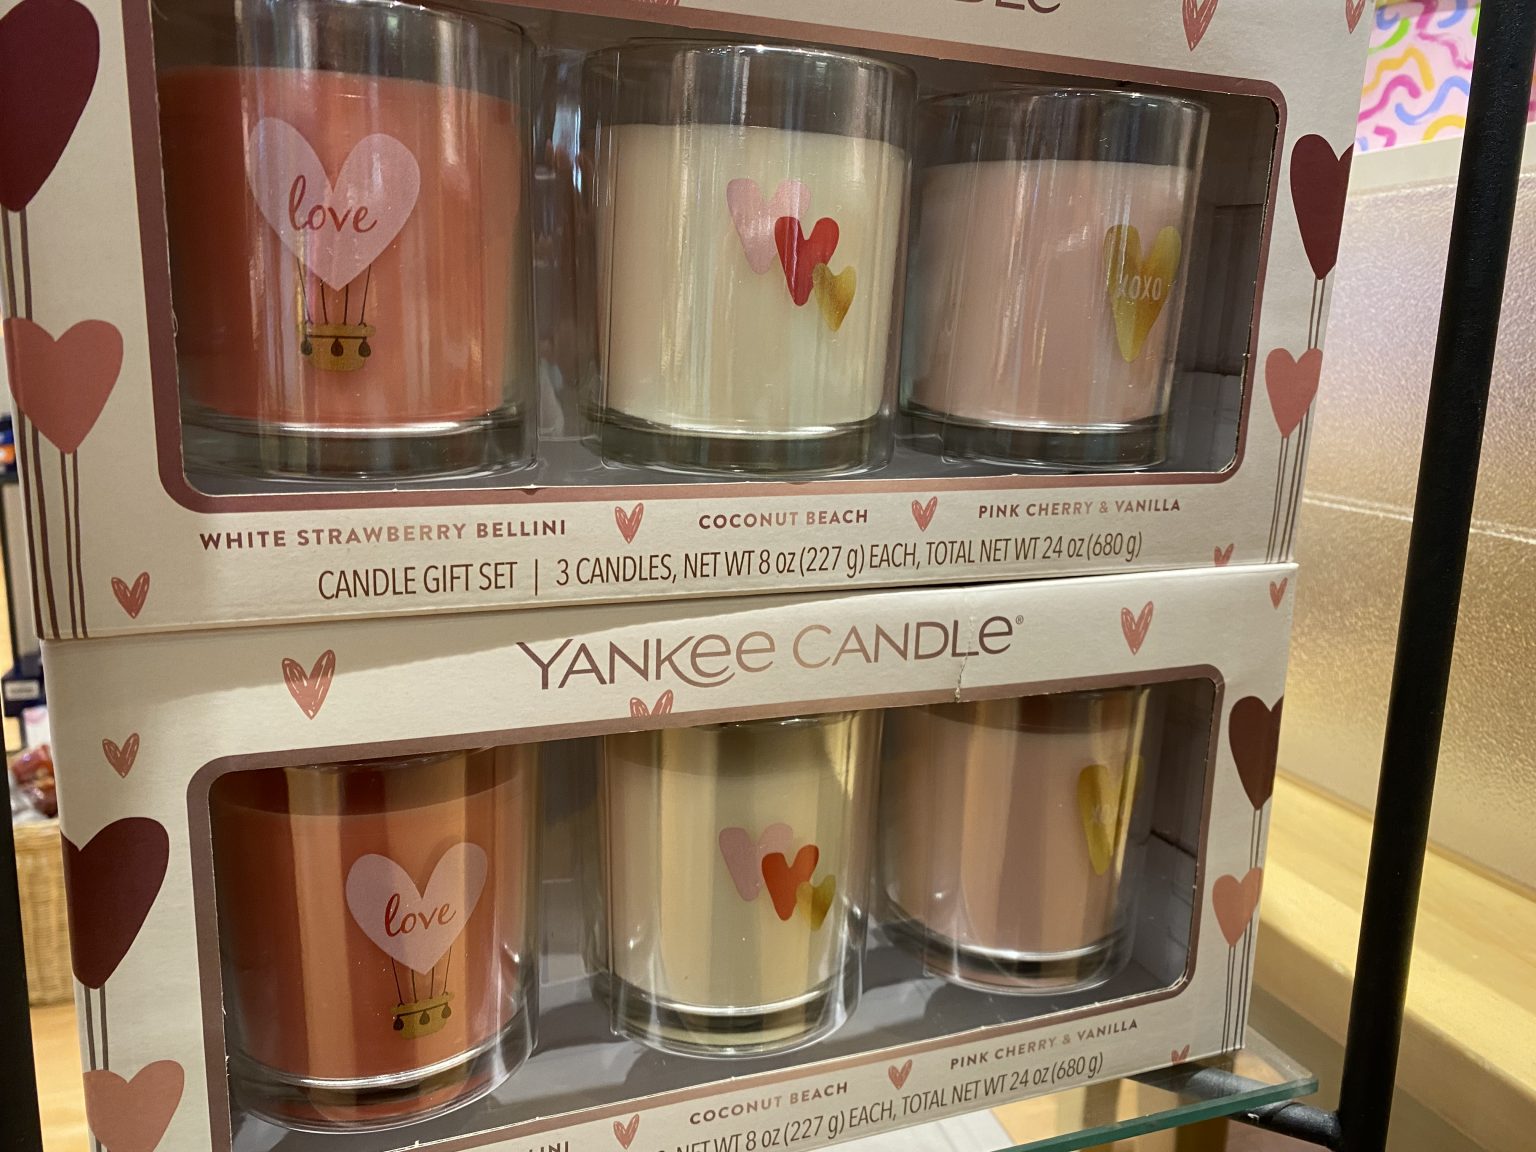 love
XOXO
WHITE STRAWBERRY BELLINI
COCONUT BEACH
PINK CHERRY & VANILLA
CANDLE GIFT SET | 3 CANDLES, NET WT 8 oz (227 g) EACH, TOTAL NET WT 24 oz (680 g)
YANKEE CANDLE®
love
COCONUT BEACH
PINK CHERRY & VANILLA
NET WT 8 oz (227 g) EACH, TOTAL NET WT 24 oz (680 g)